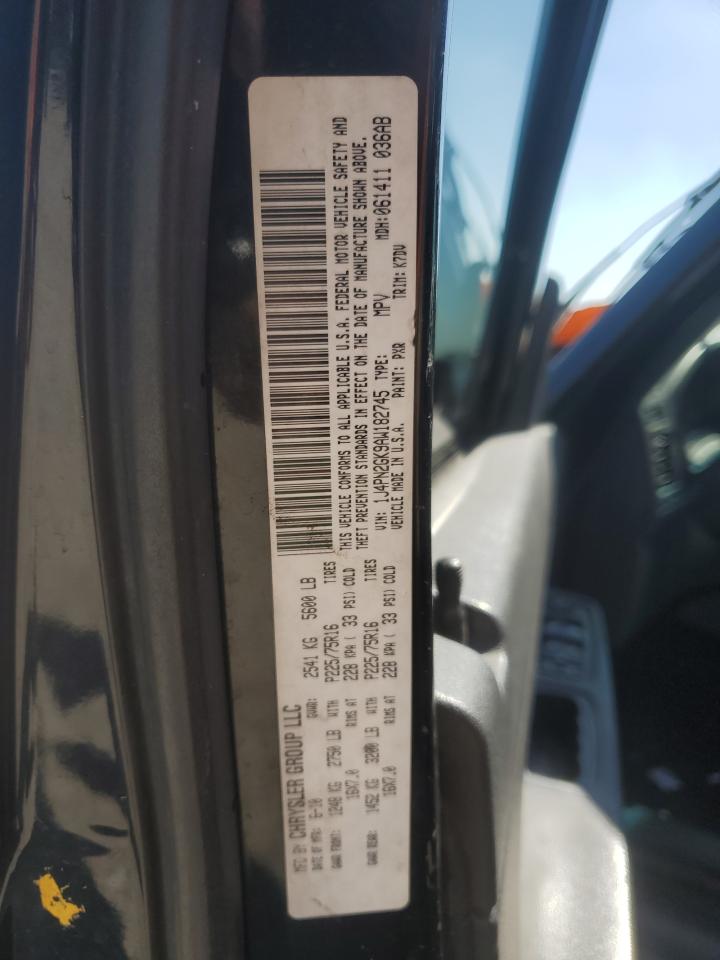 MFG BY: CHRYSLER GROUP LLC
DATE OF MFR: 6-10 GVWR: 2541 KG 5600 LB
GAWR FRONT: 1248 KG 2750 LB WITH P225/75R16 TIRES
16X7.0 RIMS AT 228 KPA ( 33 PSI) COLD
GAWR REAR: 1452 KG 3200 LB WITH P225/75R16 TIRES
16X7.0 RIMS AT 228 KPA ( 33 PSI) COLD
THIS VEHICLE CONFORMS TO ALL APPLICABLE U.S.A. FEDERAL MOTOR VEHICLE SAFETY AND
THEFT PREVENTION STANDARDS IN EFFECT ON THE DATE OF MANUFACTURE SHOWN ABOVE.
VIN: 1J4PN2GK9AW182745 TYPE: MPV MDH:061411 036AB
VEHICLE MADE IN U.S.A. PAINT: PXR TRIM: K7DV